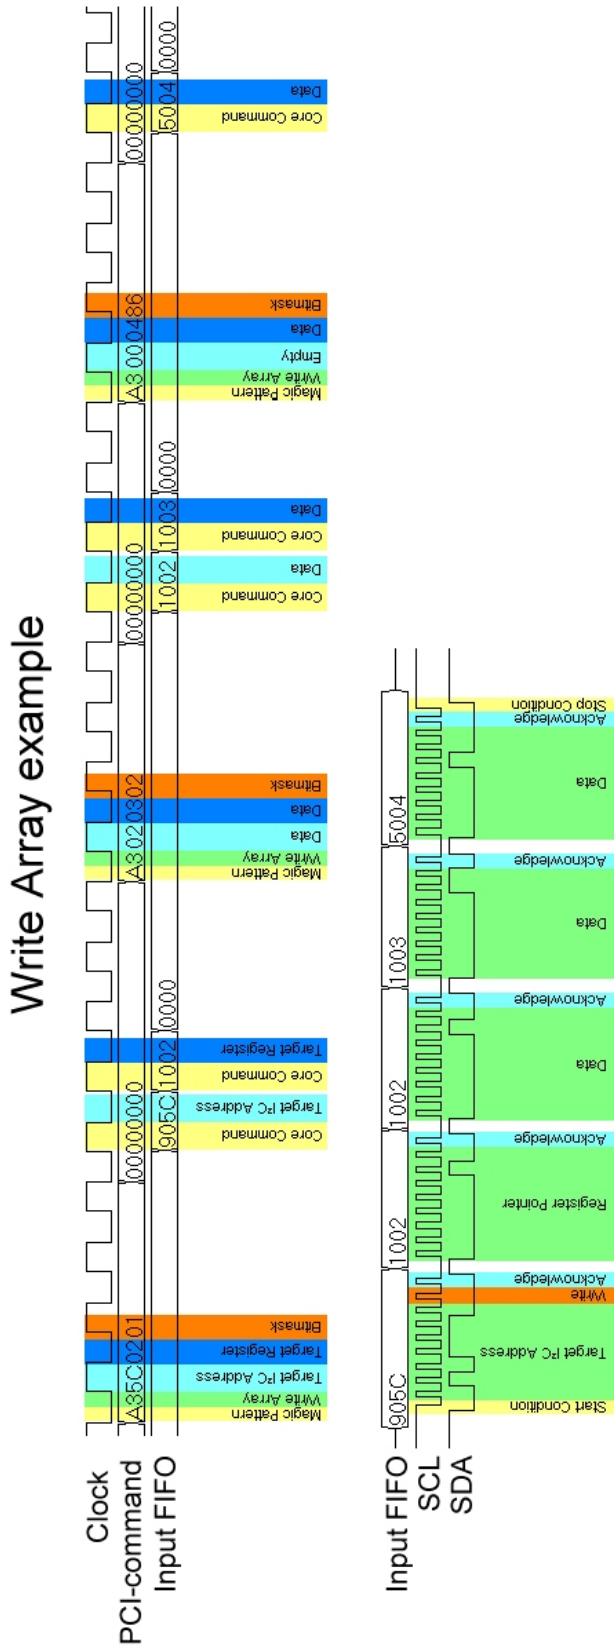 Write Array example
Clock
PCI-command
A35C0201
00000000
A3020302
00000000
A3000486
00000000
Input FIFO
905C
1002
0000
1002
1003
0000
5004
0000
Magic Pattern
Write Array
Target I²C Address
Target Register
Bitmask
Core Command
Target I²C Address
Core Command
Target Register
Magic Pattern
Write Array
Data
Data
Bitmask
Core Command
Data
Core Command
Data
Magic Pattern
Write Array
Empty
Data
Bitmask
Core Command
Data
Input FIFO
905C
1002
1002
1003
5004
SCL
SDA
Start Condition
Target I²C Address
Write
Acknowledge
Register Pointer
Acknowledge
Data
Acknowledge
Data
Acknowledge
Data
Acknowledge
Stop Condition